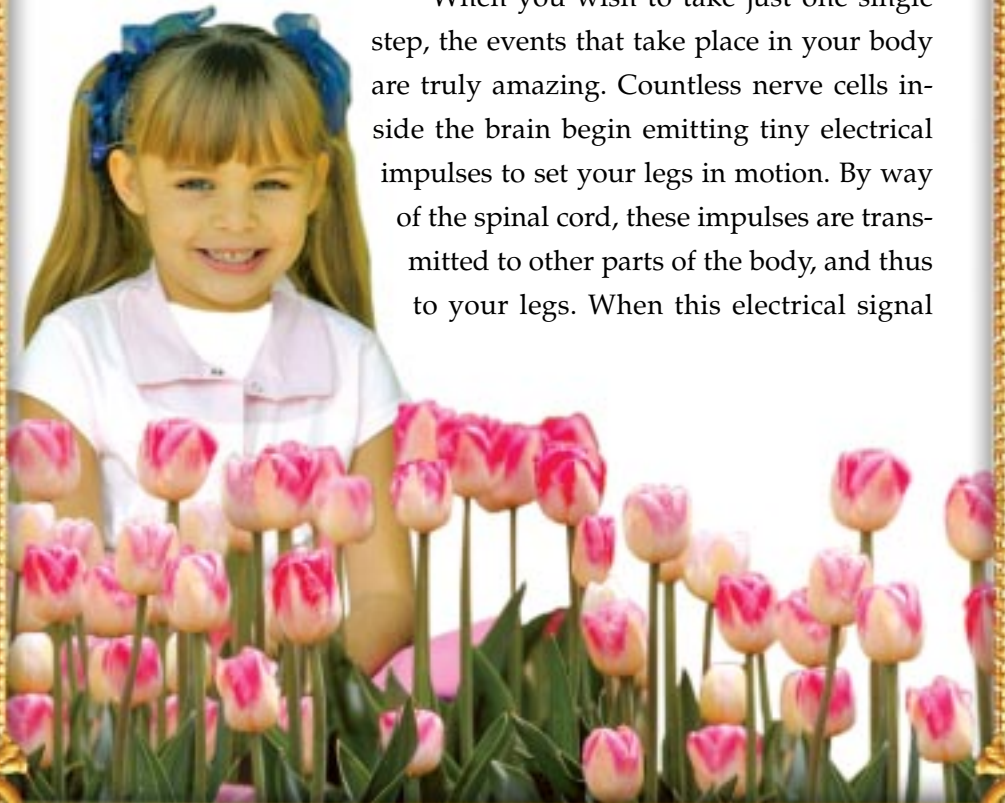 When you wish to take just one single
step, the events that take place in your body
are truly amazing. Countless nerve cells in-
side the brain begin emitting tiny electrical
impulses to set your legs in motion. By way
of the spinal cord, these impulses are trans-
mitted to other parts of the body, and thus
to your legs. When this electrical signal